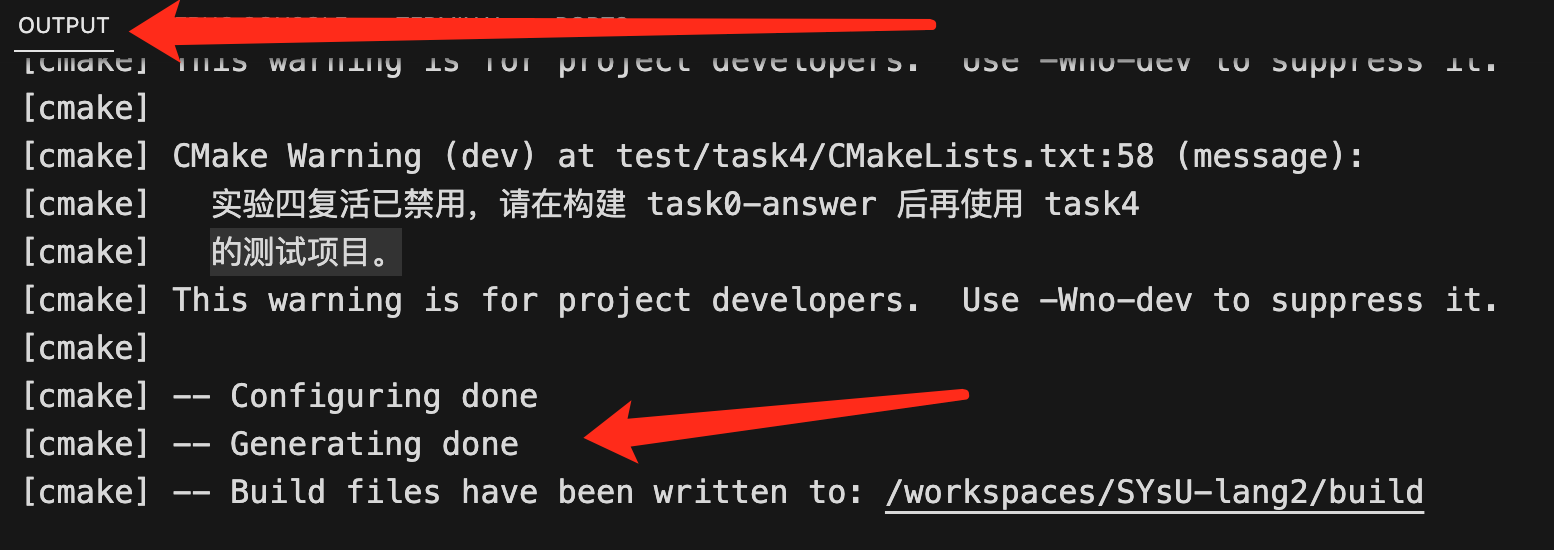 OUTPUT
[cmake] This warning is for project developers.  Use -Wno-dev to suppress it.
[cmake]
[cmake] CMake Warning (dev) at test/task4/CMakeLists.txt:58 (message):
[cmake]   实验四复活已禁用，请在构建 task0-answer 后再使用 task4
[cmake]   的测试项目。
[cmake] This warning is for project developers.  Use -Wno-dev to suppress it.
[cmake]
[cmake] -- Configuring done
[cmake] -- Generating done
[cmake] -- Build files have been written to: /workspaces/SYsU-lang2/build